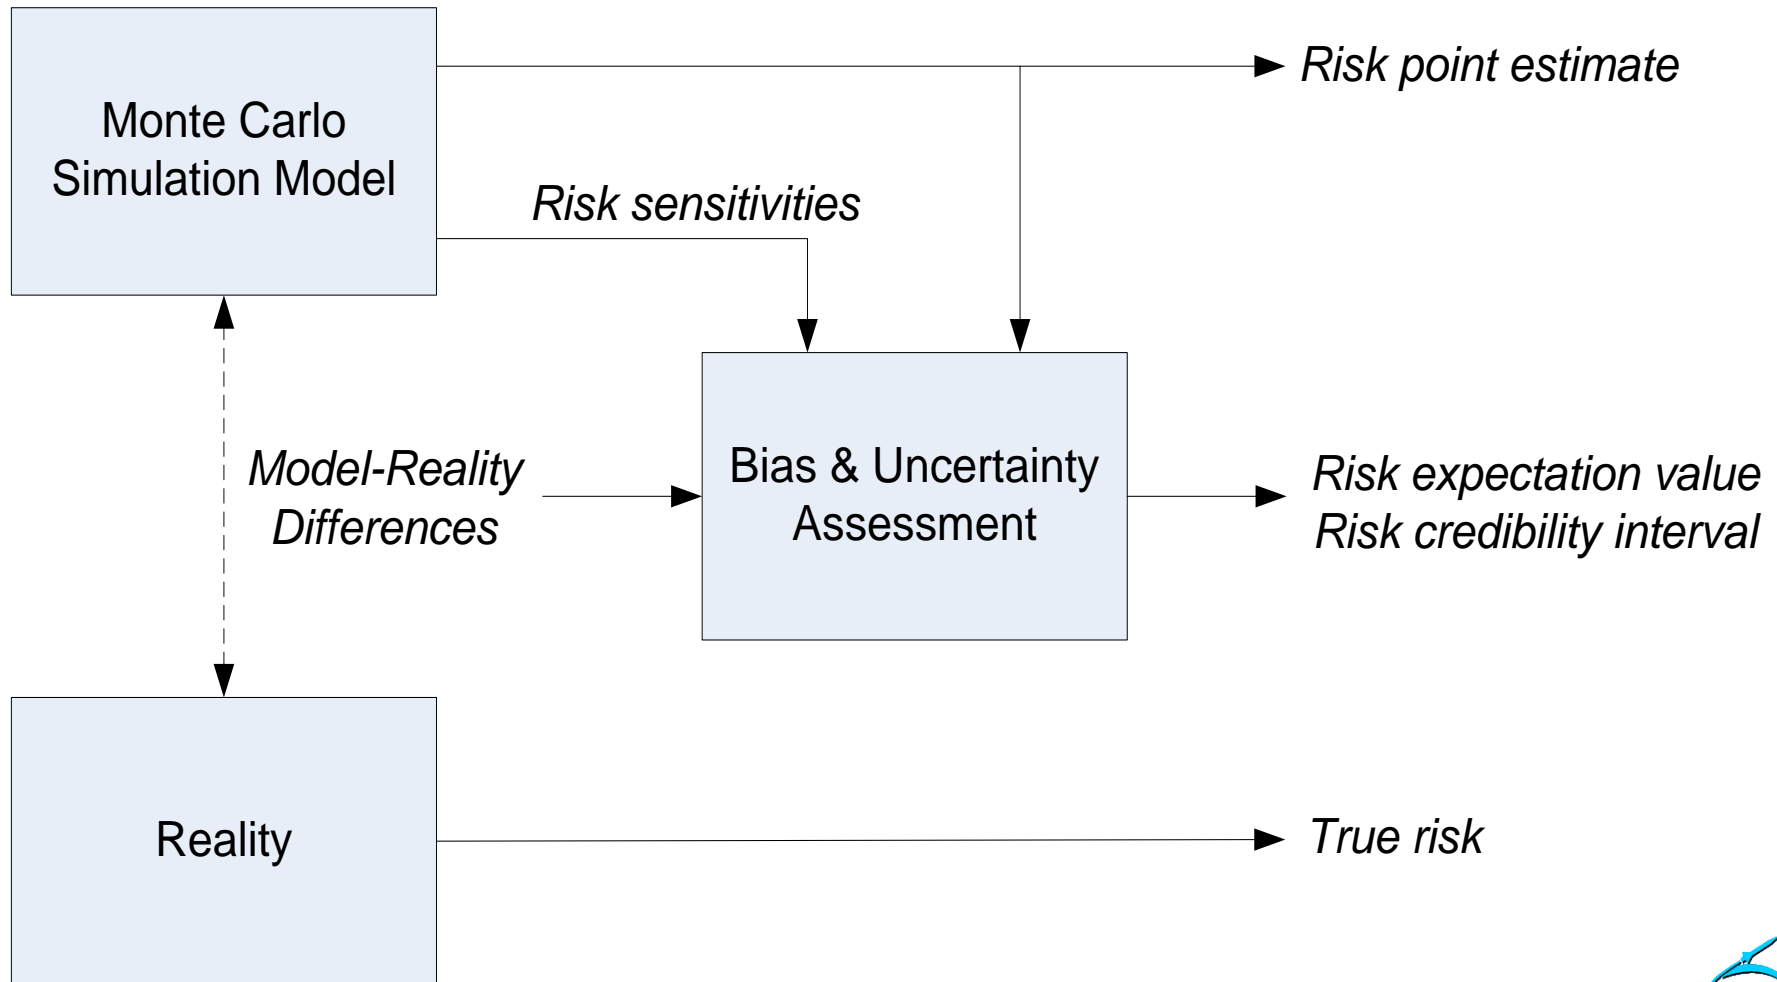 Monte Carlo
Simulation Model
Risk point estimate
Risk sensitivities
Model-Reality
Differences
Bias & Uncertainty
Assessment
Risk expectation value
Risk credibility interval
Reality
True risk